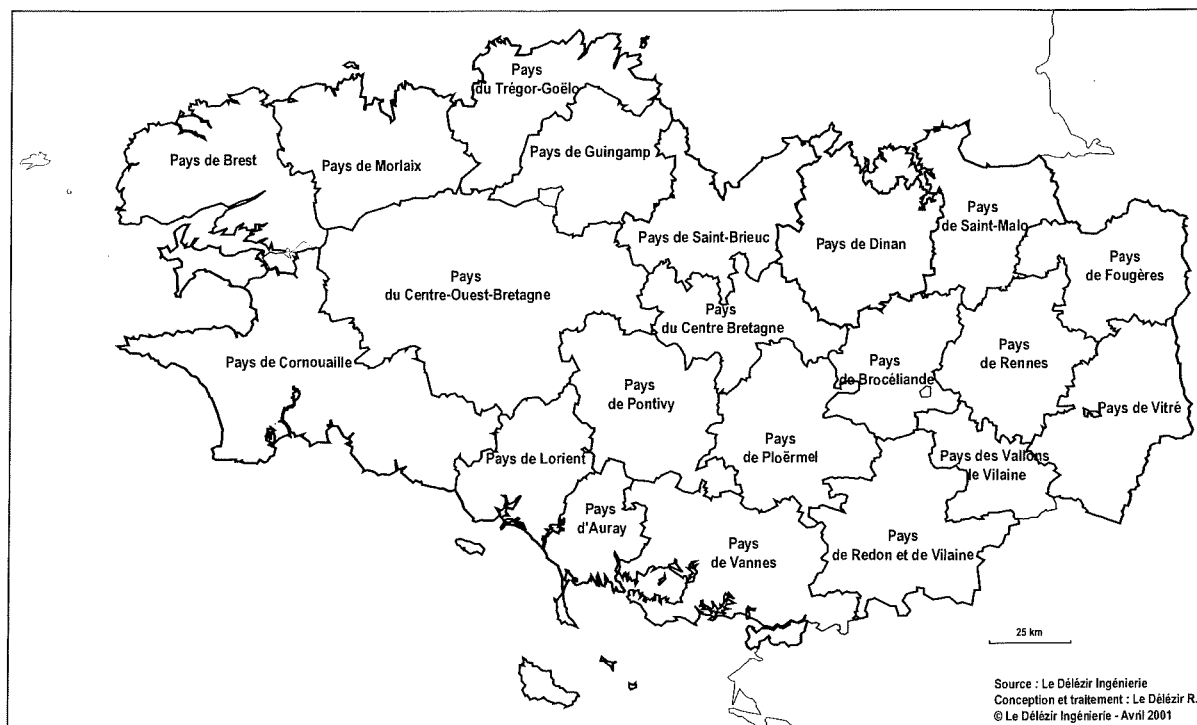 Pays
du Trégor-Goëlo
Pays de Brest
Pays de Morlaix
Pays de Guingamp
Pays
de Saint-Malo
Pays de Saint-Brieuc
Pays de Dinan
Pays
de Fougères
Pays
du Centre-Ouest-Bretagne
Pays
du Centre Bretagne
Pays de Cornouaille
Pays
de Pontivy
Pays
de Brocéliande
Pays
de Rennes
Pays de Vitré
Pays de Lorient
Pays
de Ploërmel
Pays des Vallons
de Vilaine
Pays
d'Auray
Pays
de Vannes
Pays
de Redon et de Vilaine
25 km
Source : Le Délézir Ingénierie
Conception et traitement : Le Délézir R.
© Le Délézir Ingénierie - Avril 2001